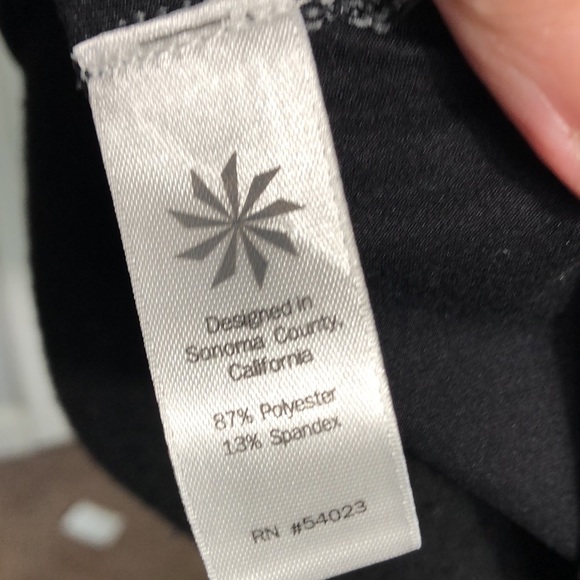 Designed in
Sonoma County,
California
87% Polyester
13% Spandex
RN #54023